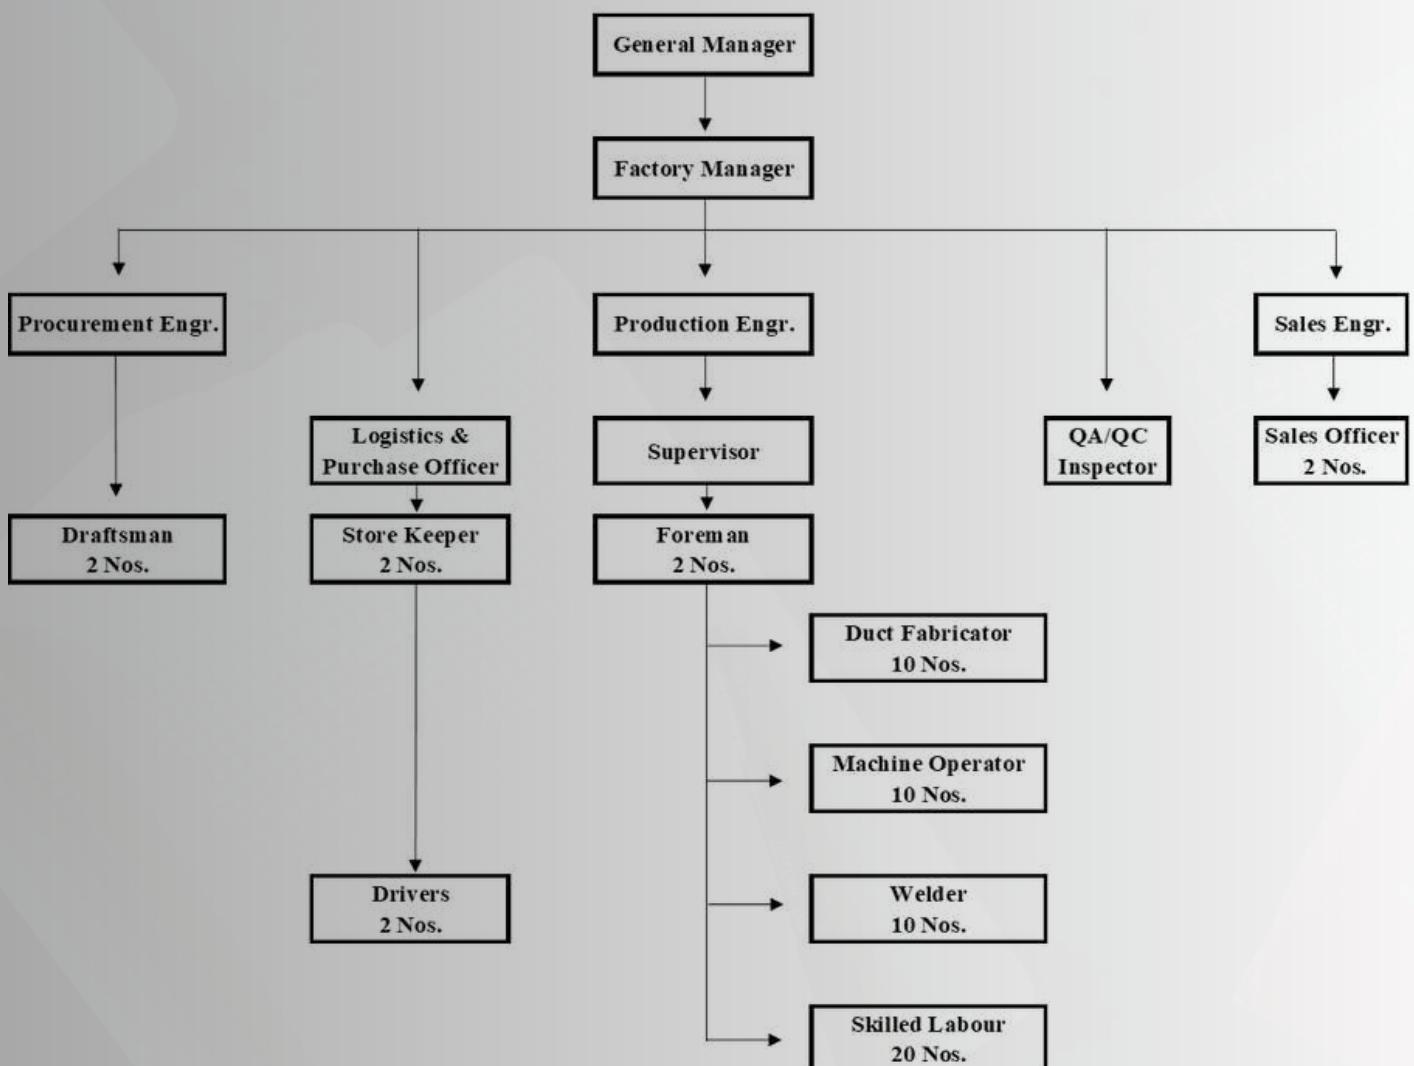 General Manager
Factory Manager
Procurement Engr.
Production Engr.
Sales Engr.
Logistics &
Purchase Officer
Supervisor
QA/QC
Inspector
Sales Officer
2 Nos.
Draftsman
2 Nos.
Store Keeper
2 Nos.
Foreman
2 Nos.
Duct Fabricator
10 Nos.
Machine Operator
10 Nos.
Drivers
2 Nos.
Welder
10 Nos.
Skilled Labour
20 Nos.